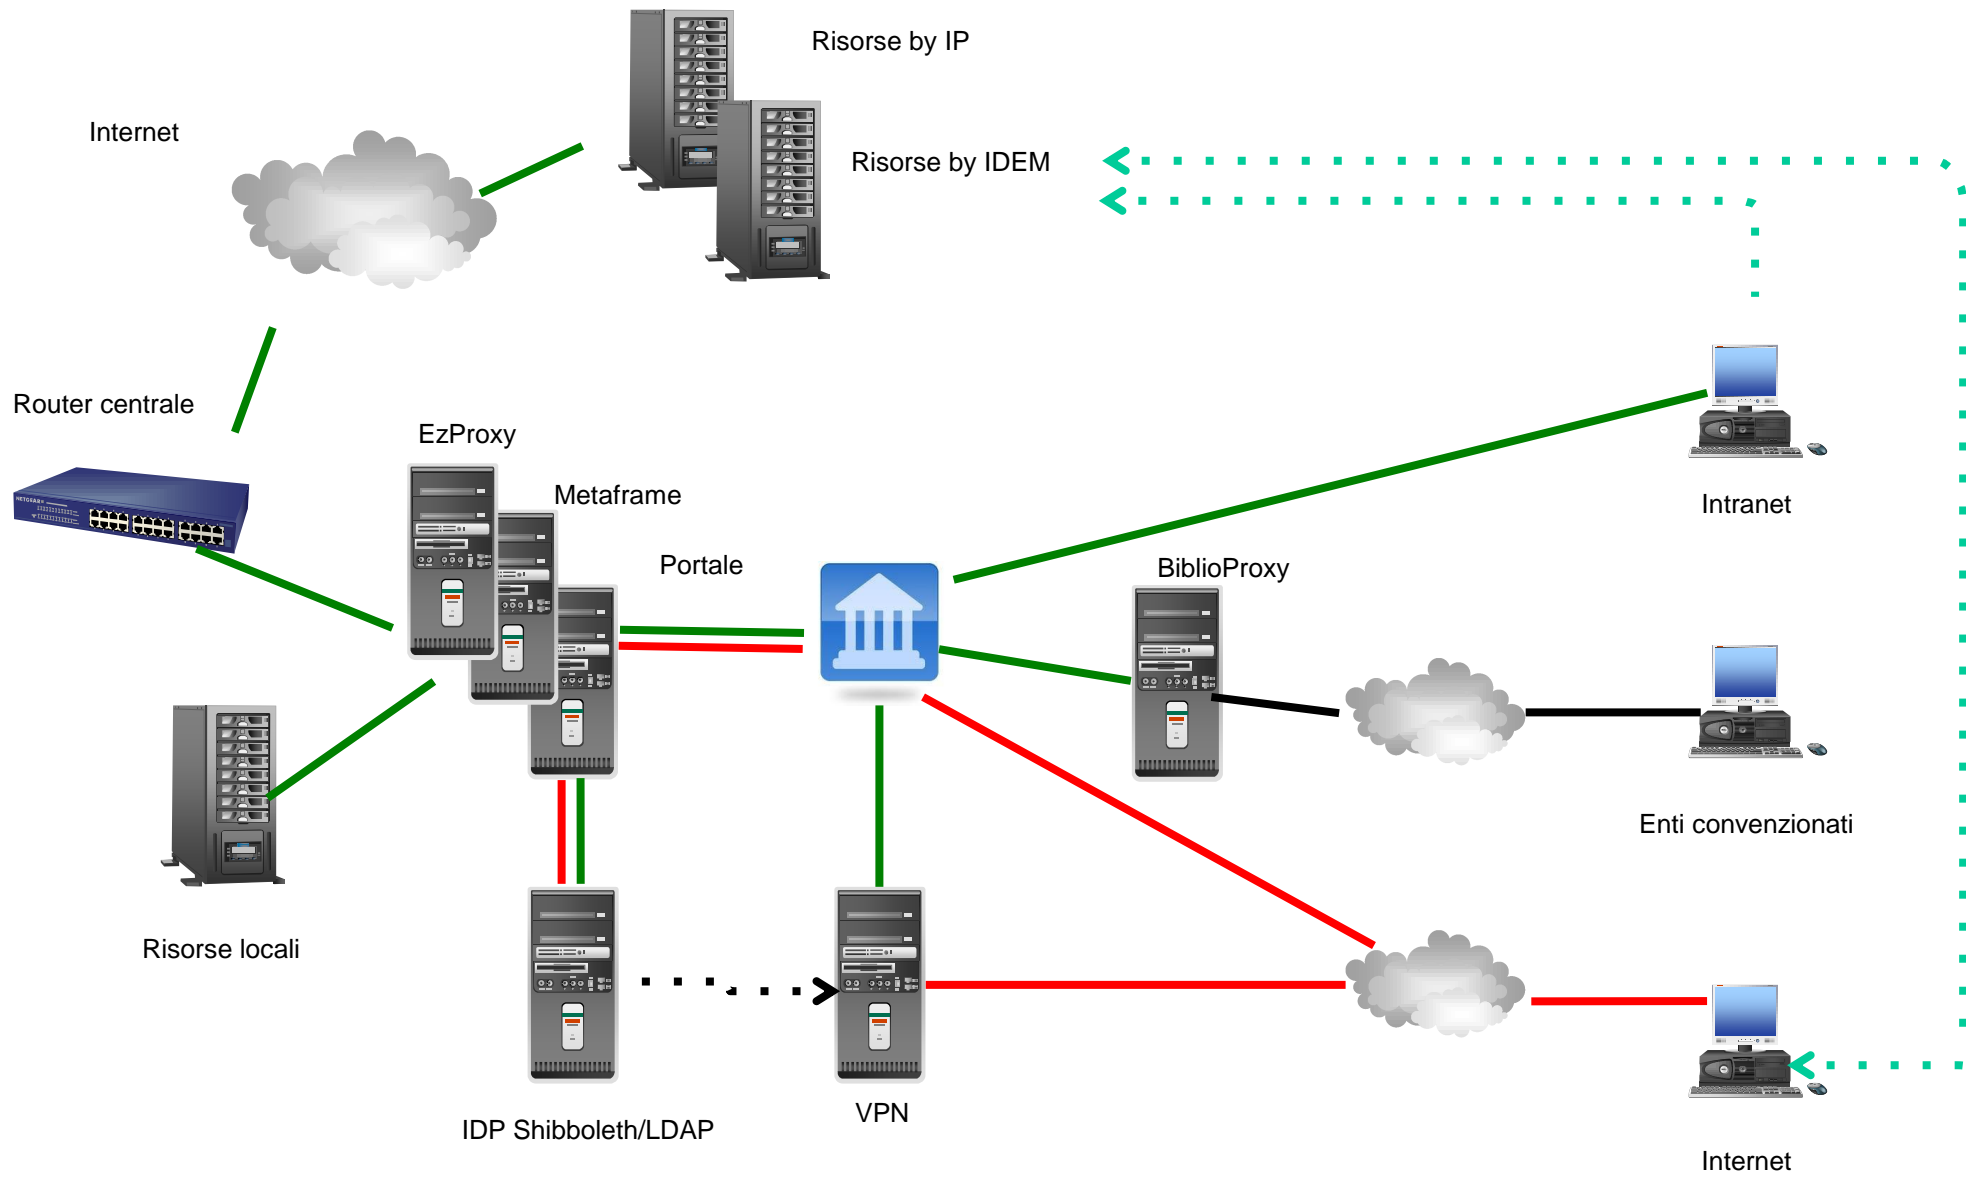 Risorse by IP
Internet
Risorse by IDEM
Router centrale
EzProxy
NETGEAR
Metaframe
Intranet
Portale
BiblioProxy
Enti convenzionati
Risorse locali
VPN
IDP Shibboleth/LDAP
Internet